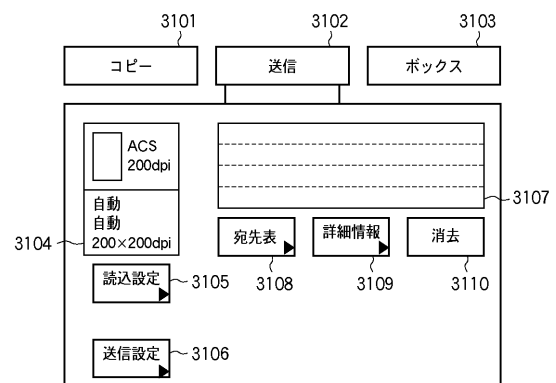 3101 3102 3103
コピー 送信 ボックス
ACS
200dpi
自動
自動
200×200dpi
3104
3107
宛先表 詳細情報 消去
3108 3109 3110
読込設定 3105
送信設定 3106